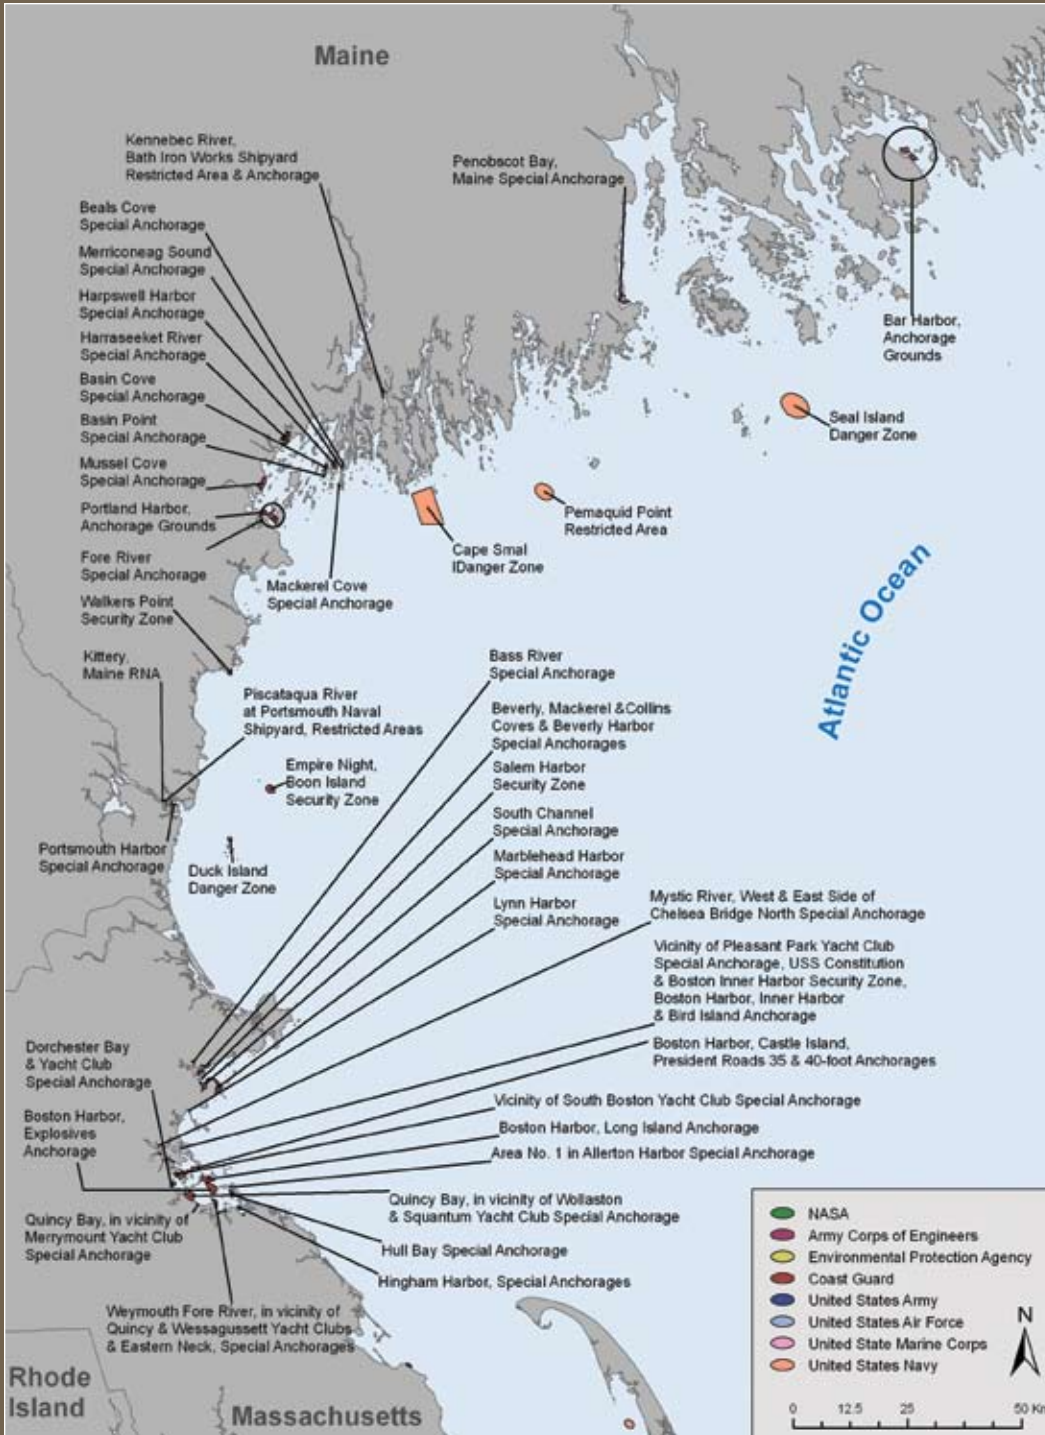 Maine
Kennebec River,
Bath Iron Works Shipyard
Restricted Area & Anchorage
Penobscot Bay,
Maine Special Anchorage
Beals Cove
Special Anchorage
Merriconeag Sound
Special Anchorage
Harpswell Harbor
Special Anchorage
Harraseeket River
Special Anchorage
Basin Cove
Special Anchorage
Basin Point
Special Anchorage
Mussel Cove
Special Anchorage
Portland Harbor,
Anchorage Grounds
Fore River
Special Anchorage
Walkers Point
Security Zone
Kittery,
Maine RNA
Bar Harbor,
Anchorage
Grounds
Seal Island
Danger Zone
Pemaquid Point
Restricted Area
Cape Smal
lDanger Zone
Mackerel Cove
Special Anchorage
Atlantic Ocean
Piscataqua River
at Portsmouth Naval
Shipyard, Restricted Areas
Empire Night,
Boon Island
Security Zone
Portsmouth Harbor
Special Anchorage
Duck Island
Danger Zone
Bass River
Special Anchorage
Beverly, Mackerel &Collins
Coves & Beverly Harbor
Special Anchorages
Salem Harbor
Security Zone
South Channel
Special Anchorage
Marblehead Harbor
Special Anchorage
Lynn Harbor
Special Anchorage
Mystic River, West & East Side of
Chelsea Bridge North Special Anchorage
Vicinity of Pleasant Park Yacht Club
Special Anchorage, USS Constitution
& Boston Inner Harbor Security Zone,
Boston Harbor, Inner Harbor
& Bird Island Anchorage
Boston Harbor, Castle Island,
President Roads 35 & 40-foot Anchorages
Vicinity of South Boston Yacht Club Special Anchorage
Boston Harbor, Long Island Anchorage
Area No. 1 in Allerton Harbor Special Anchorage
Dorchester Bay
& Yacht Club
Special Anchorage
Boston Harbor,
Explosives
Anchorage
Quincy Bay, in vicinity of
Merrymount Yacht Club
Special Anchorage
Quincy Bay, in vicinity of Wollaston
& Squantum Yacht Club Special Anchorage
Hull Bay Special Anchorage
Hingham Harbor, Special Anchorages
Weymouth Fore River, in vicinity of
Quincy & Wessagussett Yacht Clubs
& Eastern Neck, Special Anchorages
Rhode
Island
Massachusetts
NASA
Army Corps of Engineers
Environmental Protection Agency
Coast Guard
United States Army
United States Air Force
United State Marine Corps
United States Navy
N
0 12.5 25 50 Km